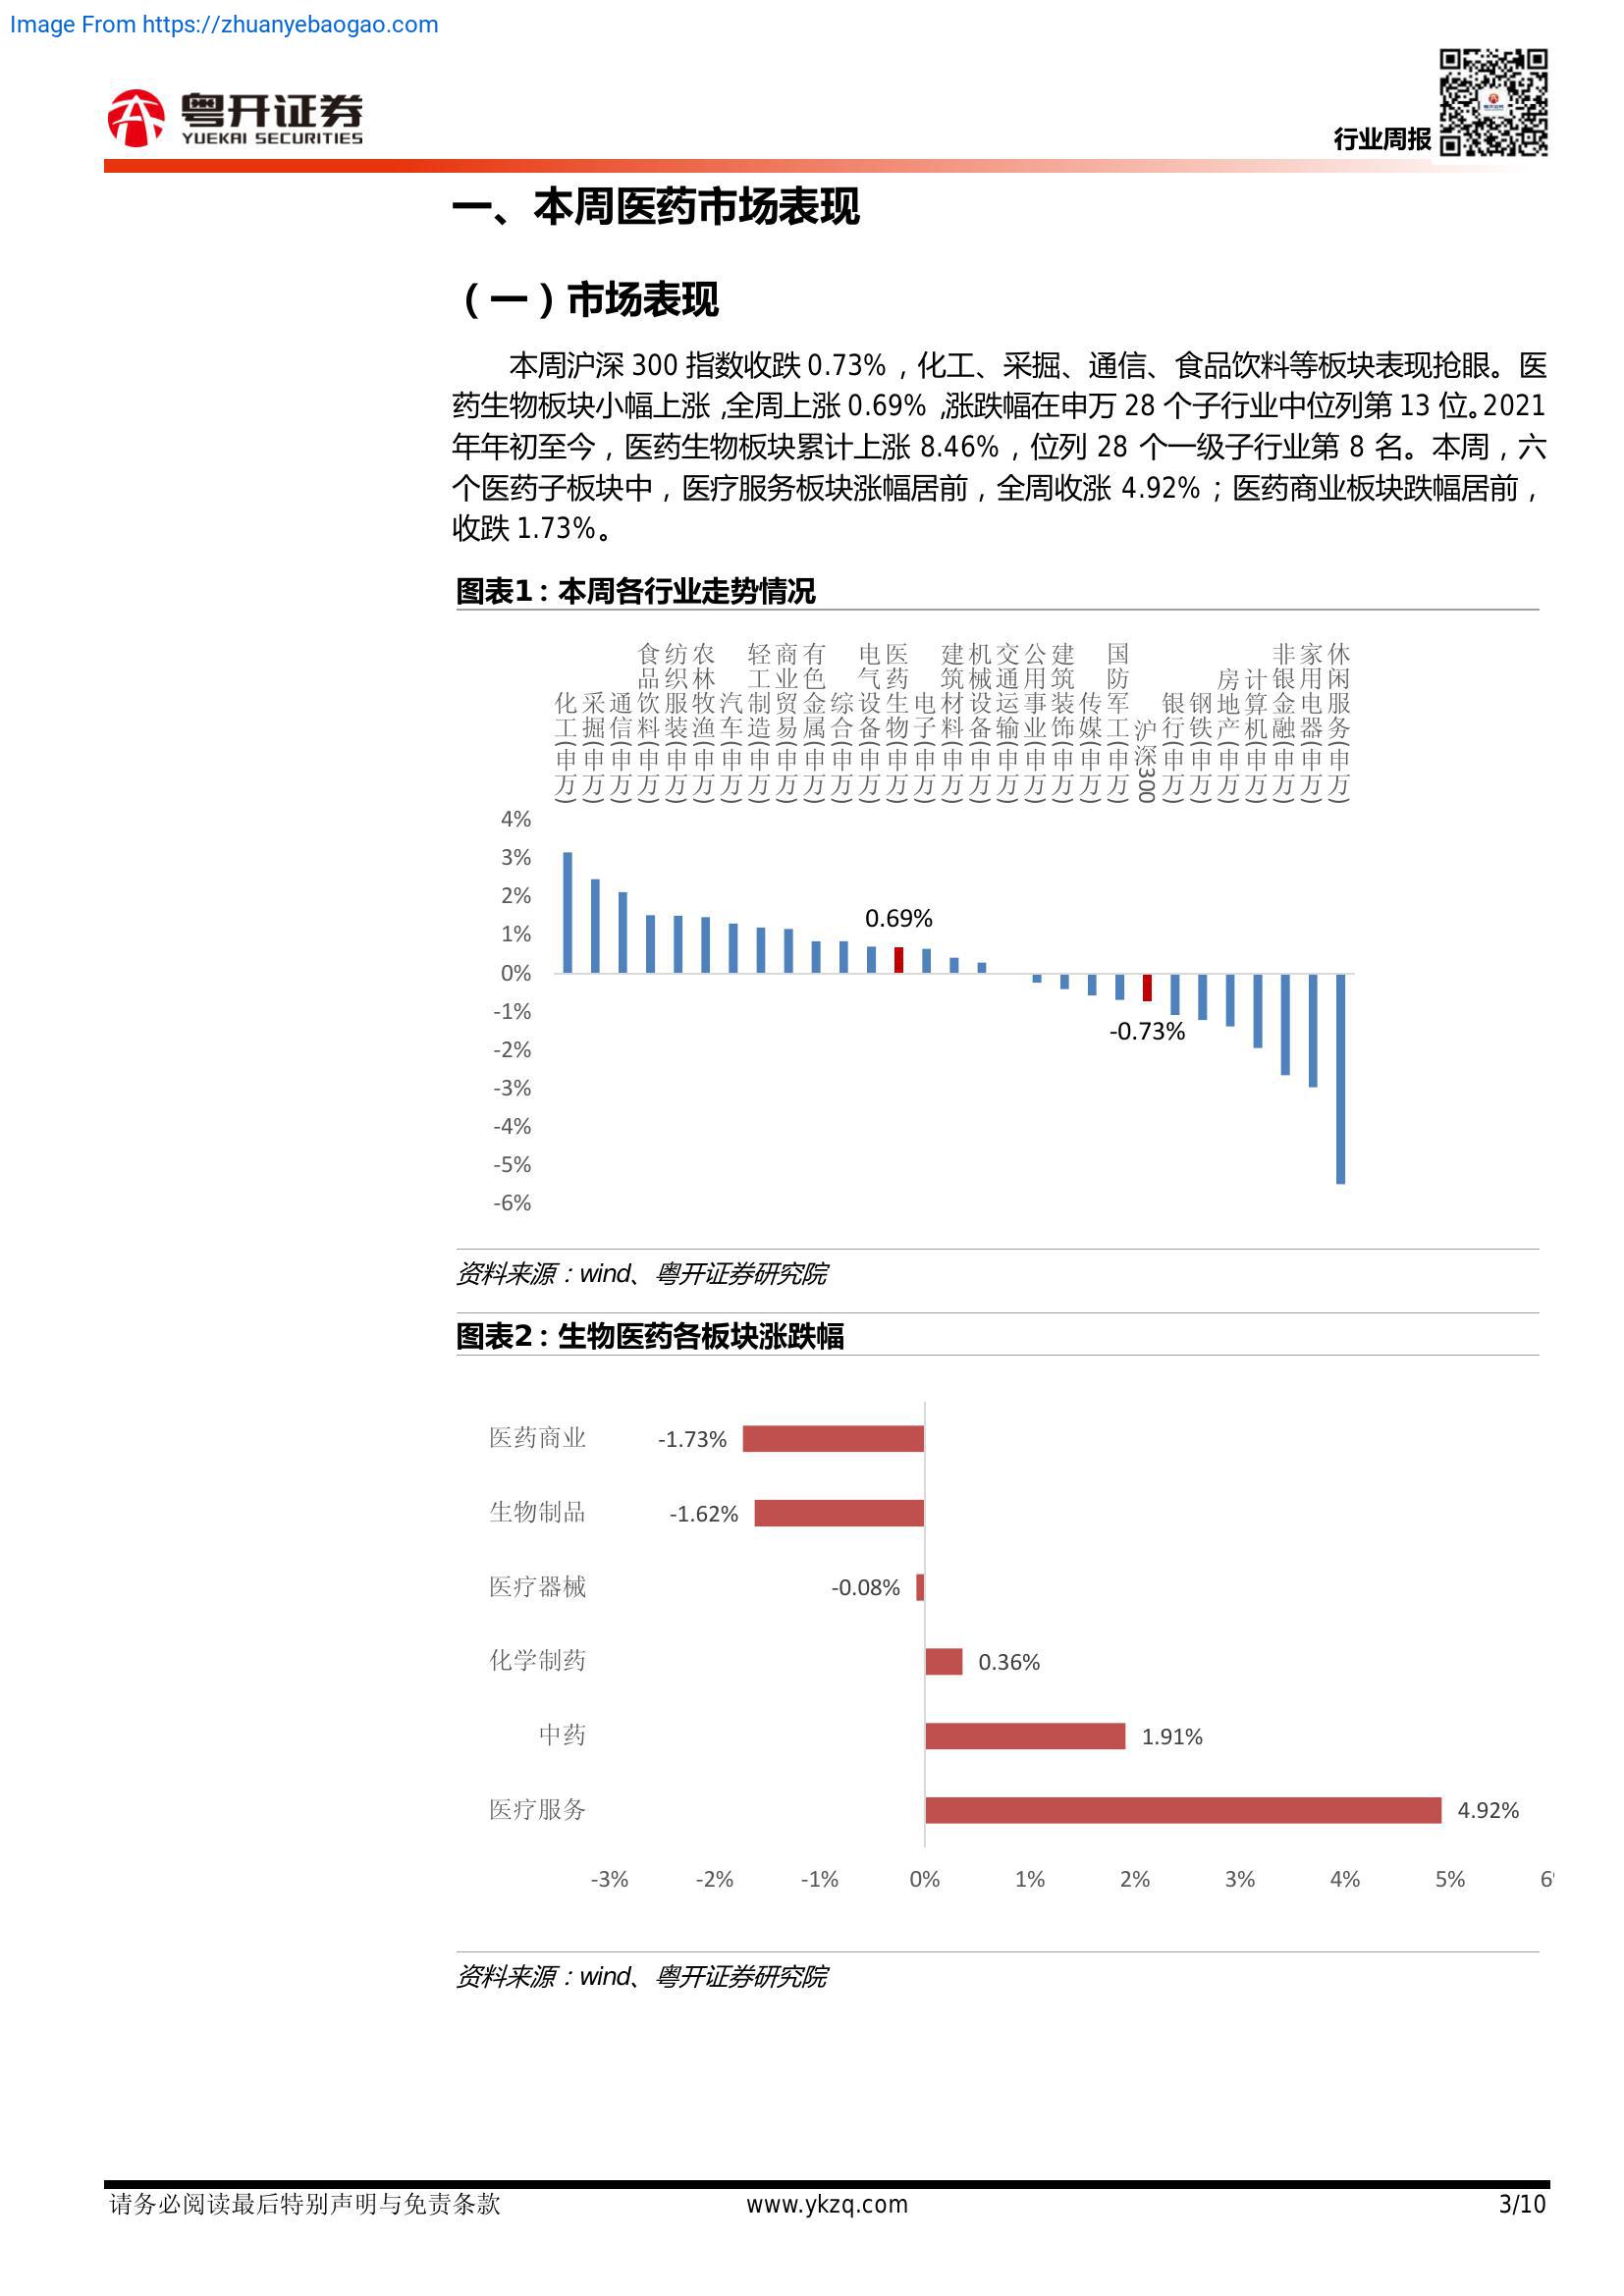 Image From https://zhuanyebaogao.com
粤开证券
YUEKAI SECURITIES
行业周报
一、本周医药市场表现
（一）市场表现
本周沪深 300 指数收跌 0.73%，化工、采掘、通信、食品饮料等板块表现抢眼。医
药生物板块小幅上涨，全周上涨 0.69%，涨跌幅在申万 28 个子行业中位列第 13 位。2021
年年初至今，医药生物板块累计上涨 8.46%，位列 28 个一级子行业第 8 名。本周，六
个医药子板块中，医疗服务板块涨幅居前，全周收涨 4.92%；医药商业板块跌幅居前，
收跌 1.73%。
图表1：本周各行业走势情况
化工(申万)
采掘(申万)
通信(申万)
食品饮料(申万)
纺织服装(申万)
农林牧渔(申万)
汽车(申万)
轻工制造(申万)
商业贸易(申万)
有色金属(申万)
综合(申万)
电气设备(申万)
医药生物(申万)
电子(申万)
建筑材料(申万)
机械设备(申万)
交通运输(申万)
公用事业(申万)
建筑装饰(申万)
传媒(申万)
国防军工(申万)
沪深300
银行(申万)
钢铁(申万)
房地产(申万)
计算机(申万)
非银金融(申万)
家用电器(申万)
休闲服务(申万)
4%
3%
2%
1%
0%
-1%
-2%
-3%
-4%
-5%
-6%
0.69%
-0.73%
资料来源：wind、粤开证券研究院
图表2：生物医药各板块涨跌幅
医药商业 -1.73%
生物制品 -1.62%
医疗器械 -0.08%
化学制药 0.36%
中药 1.91%
医疗服务 4.92%
-3% -2% -1% 0% 1% 2% 3% 4% 5% 6
资料来源：wind、粤开证券研究院
请务必阅读最后特别声明与免责条款 www.ykzq.com 3/10